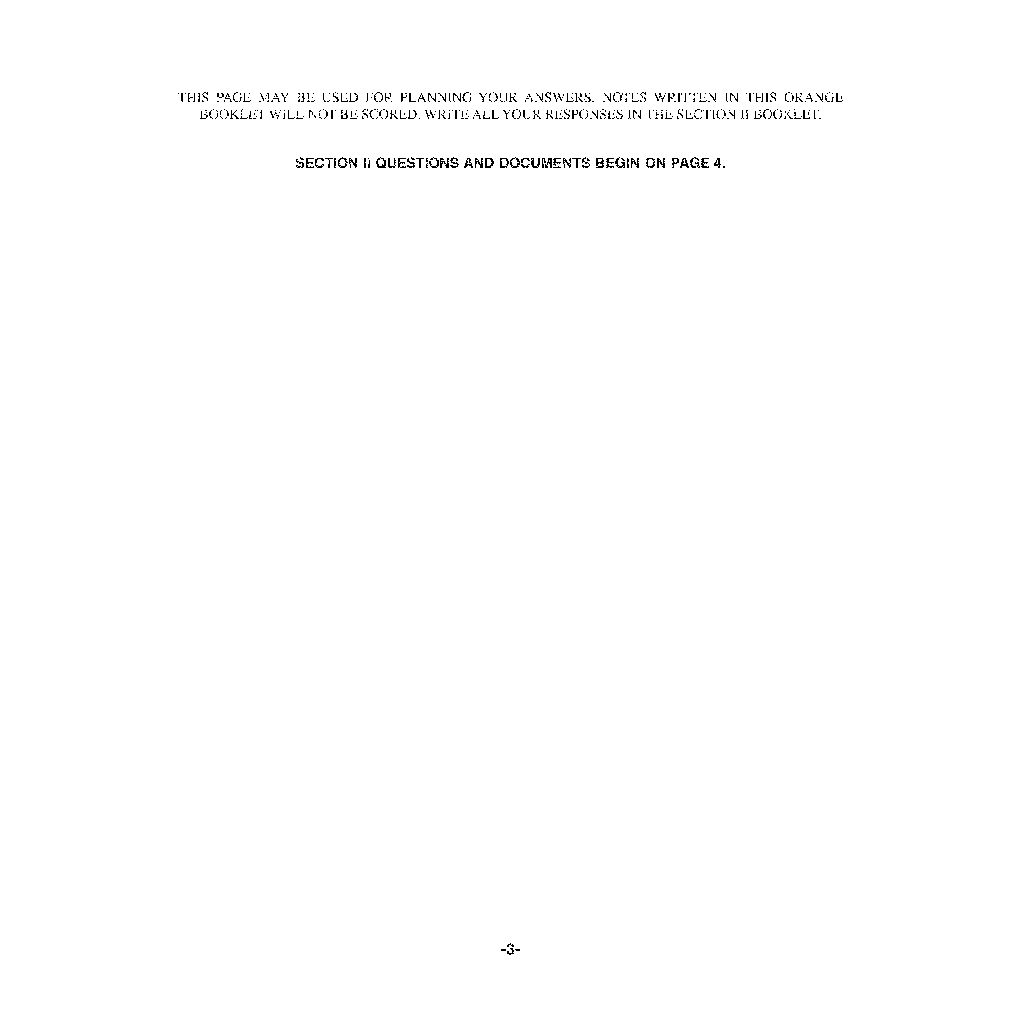 THIS PAGE MAY BE USED FOR PLANNING YOUR ANSWERS. NOTES WRITTEN IN THIS ORANGE
BOOKLET WILL NOT BE SCORED. WRITE ALL YOUR RESPONSES IN THE SECTION II BOOKLET.
SECTION II QUESTIONS AND DOCUMENTS BEGIN ON PAGE 4.
-3-